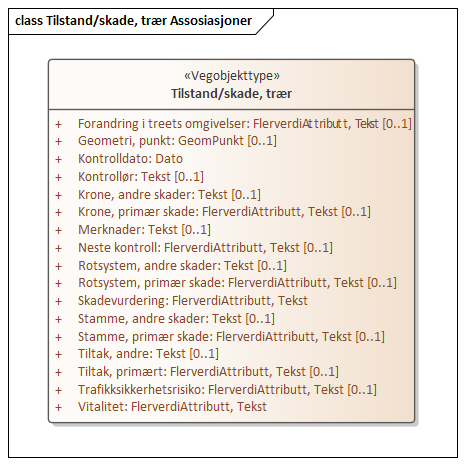 class Tilstand/skade, trær Assosiasjoner
«Vegobjekttype»
Tilstand/skade, trær
+ Forandring i treets omgivelser: FlerverdiAttributt, Tekst [0..1]
+ Geometri, punkt: GeomPunkt [0..1]
+ Kontrolldato: Dato
+ Kontrollør: Tekst [0..1]
+ Krone, andre skader: Tekst [0..1]
+ Krone, primær skade: FlerverdiAttributt, Tekst [0..1]
+ Merknader: Tekst [0..1]
+ Neste kontroll: FlerverdiAttributt, Tekst [0..1]
+ Rotsystem, andre skader: Tekst [0..1]
+ Rotsystem, primær skade: FlerverdiAttributt, Tekst [0..1]
+ Skadevurdering: FlerverdiAttributt, Tekst
+ Stamme, andre skader: Tekst [0..1]
+ Stamme, primær skade: FlerverdiAttributt, Tekst [0..1]
+ Tiltak, andre: Tekst [0..1]
+ Tiltak, primært: FlerverdiAttributt, Tekst [0..1]
+ Trafikksikkerhetsrisiko: FlerverdiAttributt, Tekst [0..1]
+ Vitalitet: FlerverdiAttributt, Tekst